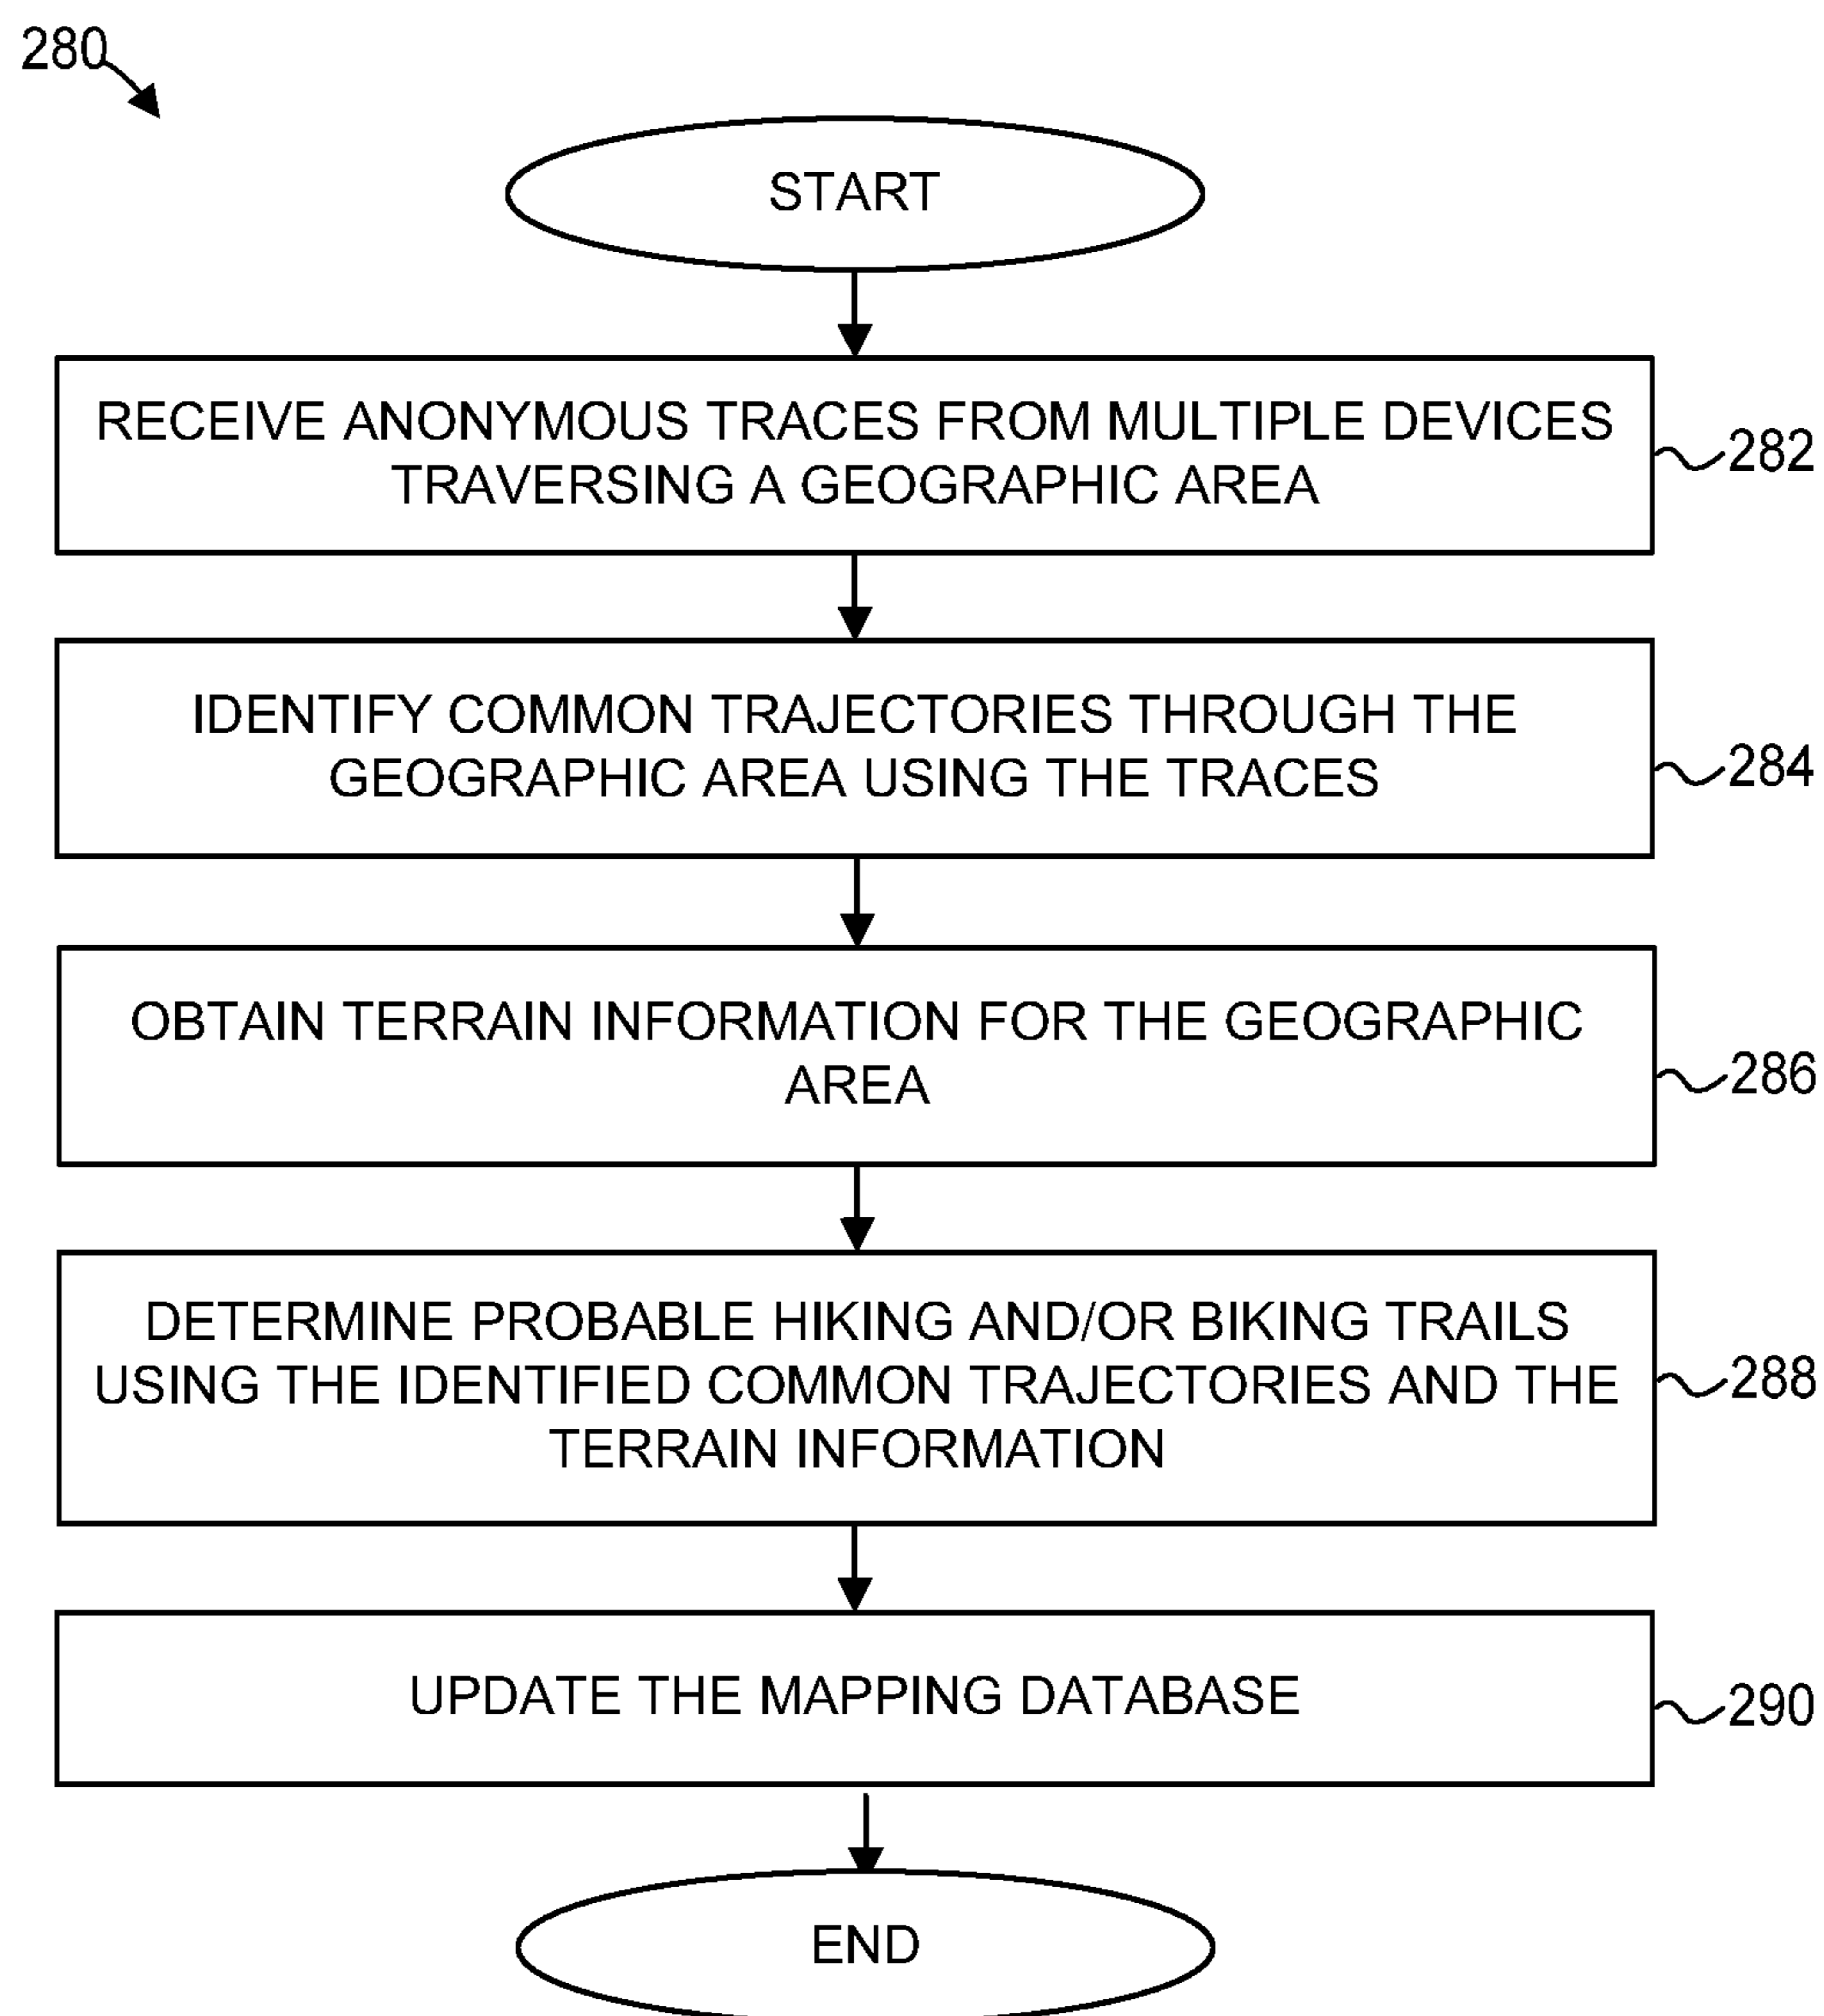 280
START
RECEIVE ANONYMOUS TRACES FROM MULTIPLE DEVICES
TRAVERSING A GEOGRAPHIC AREA
282
IDENTIFY COMMON TRAJECTORIES THROUGH THE
GEOGRAPHIC AREA USING THE TRACES
284
OBTAIN TERRAIN INFORMATION FOR THE GEOGRAPHIC
AREA
286
DETERMINE PROBABLE HIKING AND/OR BIKING TRAILS
USING THE IDENTIFIED COMMON TRAJECTORIES AND THE
TERRAIN INFORMATION
288
UPDATE THE MAPPING DATABASE
290
END